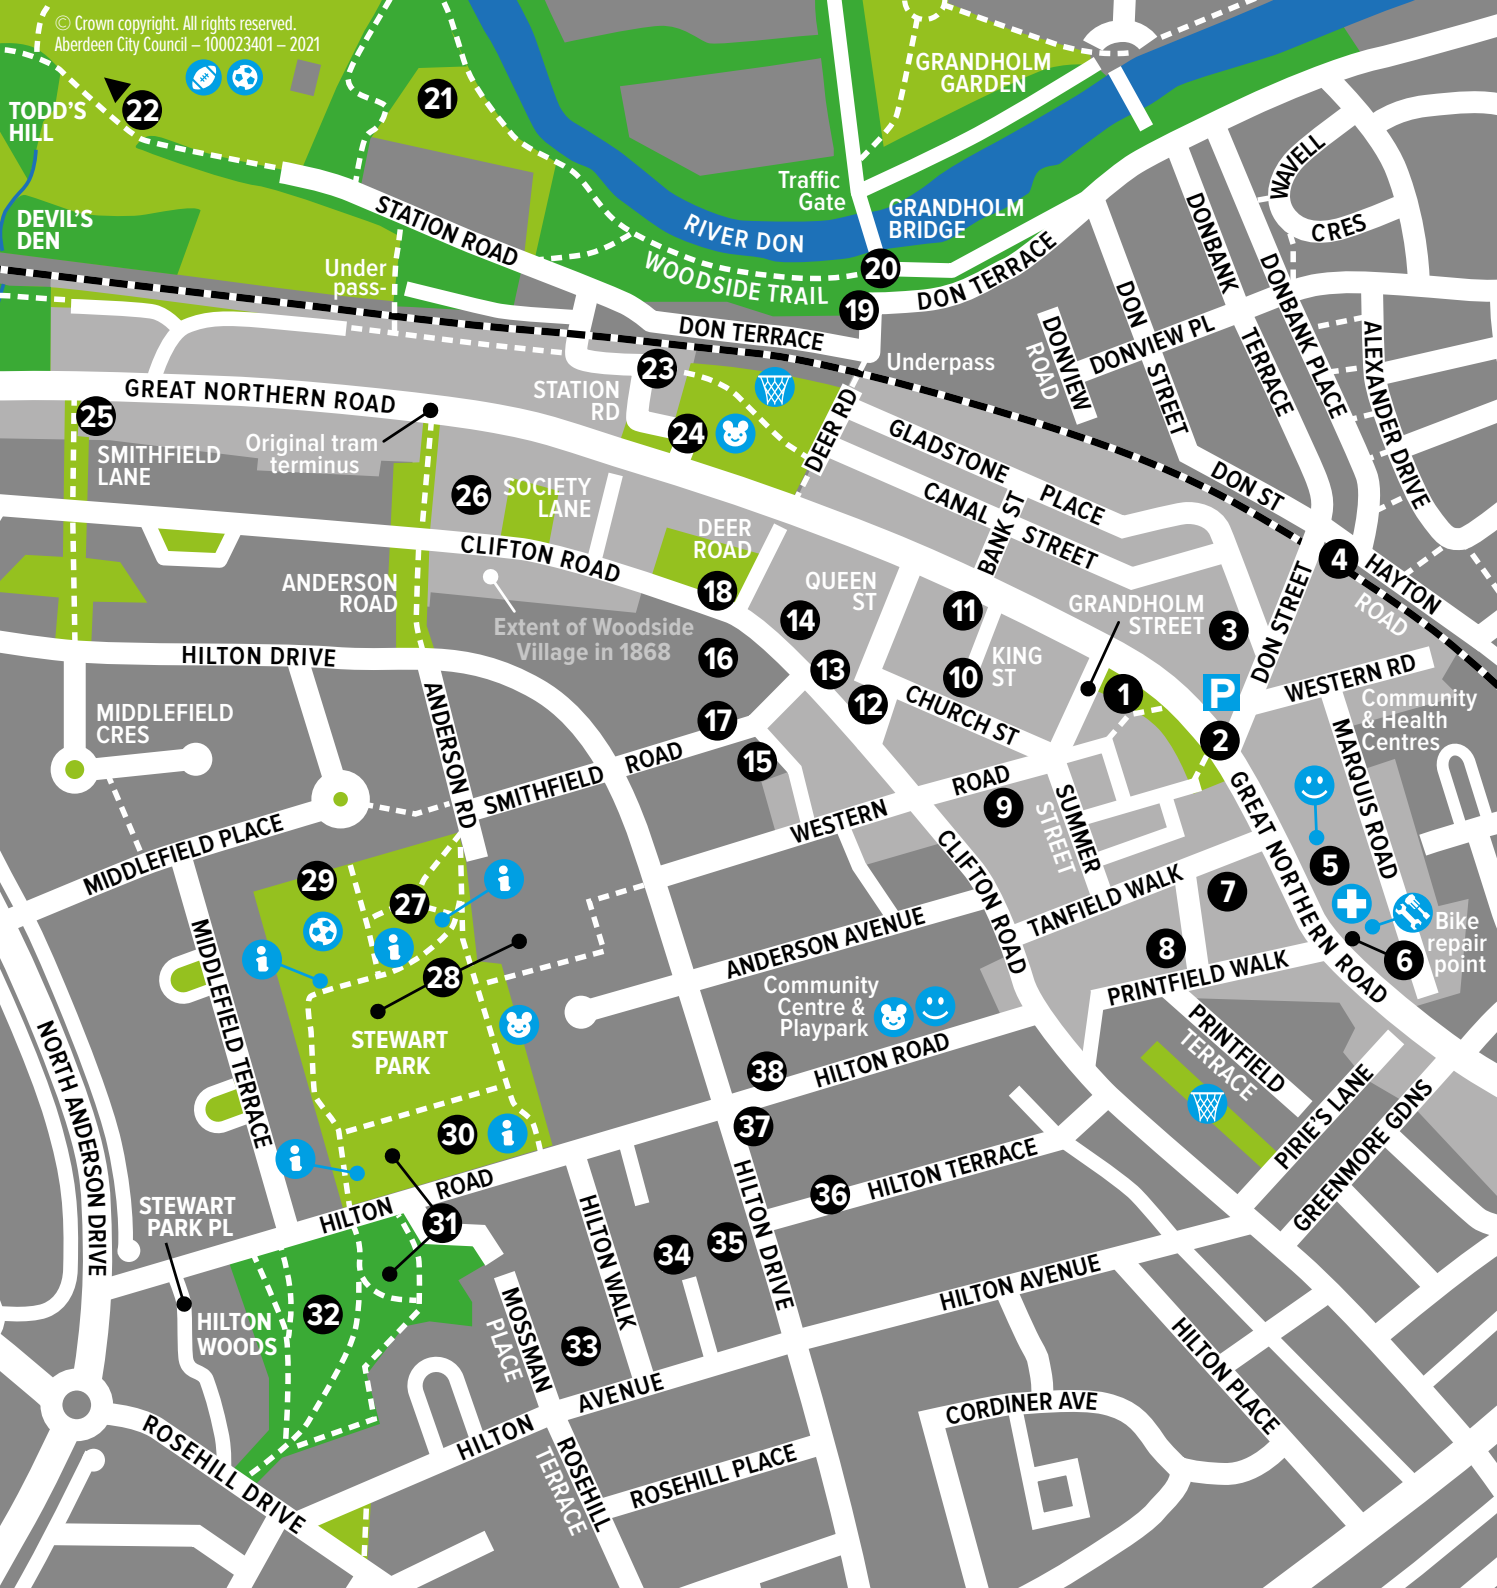 © Crown copyright. All rights reserved.
Aberdeen City Council – 100023401 – 2021
TODD'S
HILL
22
21
GRANDHOLM
GARDEN
DEVIL'S
DEN
STATION ROAD
Traffic
Gate
GRANDHOLM
BRIDGE
RIVER DON
WOODSIDE TRAIL
20
19
DON TERRACE
WAVELL
CRES
DONBANK
TERRACE
DONBANK PLACE
DON
STREET
DONVIEW PL
DONVIEW
ROAD
ALEXANDER DRIVE
Under
pass-
DON TERRACE
Underpass
23
STATION
RD
24
DEER RD
GREAT NORTHERN ROAD
25
SMITHFIELD
LANE
Original tram
terminus
26
SOCIETY
LANE
CLIFTON ROAD
DEER
ROAD
GLADSTONE
PLACE
CANAL
STREET
BANK ST
DON ST
4
HAYTON
ROAD
ANDERSON
ROAD
Extent of Woodside
Village in 1868
18
QUEEN
ST
14
11
GRANDHOLM
STREET
3
DON STREET
HILTON DRIVE
16
13
12
10
KING
ST
CHURCH ST
1
P
2
WESTERN RD
Community
& Health
Centres
MARQUIS ROAD
MIDDLEFIELD
CRES
ANDERSON RD
17
15
SMITHFIELD
ROAD
WESTERN
ROAD
9
SUMMER
STREET
MIDDLEFIELD PLACE
CLIFTON ROAD
GREAT NORTHERN ROAD
5
TANFIELD WALK
7
29
27
i
i
i
28
ANDERSON AVENUE
8
PRINTFIELD WALK
6
Bike
repair
point
STEWART
PARK
MIDDLEFIELD TERRACE
NORTH ANDERSON DRIVE
Community
Centre &
Playpark
38
HILTON ROAD
PRINTFIELD
TERRACE
PIRIE'S LANE
GREENMORE GDNS
30
i
i
37
STEWART
PARK PL
HILTON
ROAD
31
HILTON WALK
34
35
36
HILTON TERRACE
HILTON DRIVE
HILTON
WOODS
32
MOSSMAN
PLACE
33
HILTON AVENUE
HILTON PLACE
HILTON
AVENUE
CORDINER AVE
ROSEHILL DRIVE
ROSEHILL
TERRACE
ROSEHILL PLACE